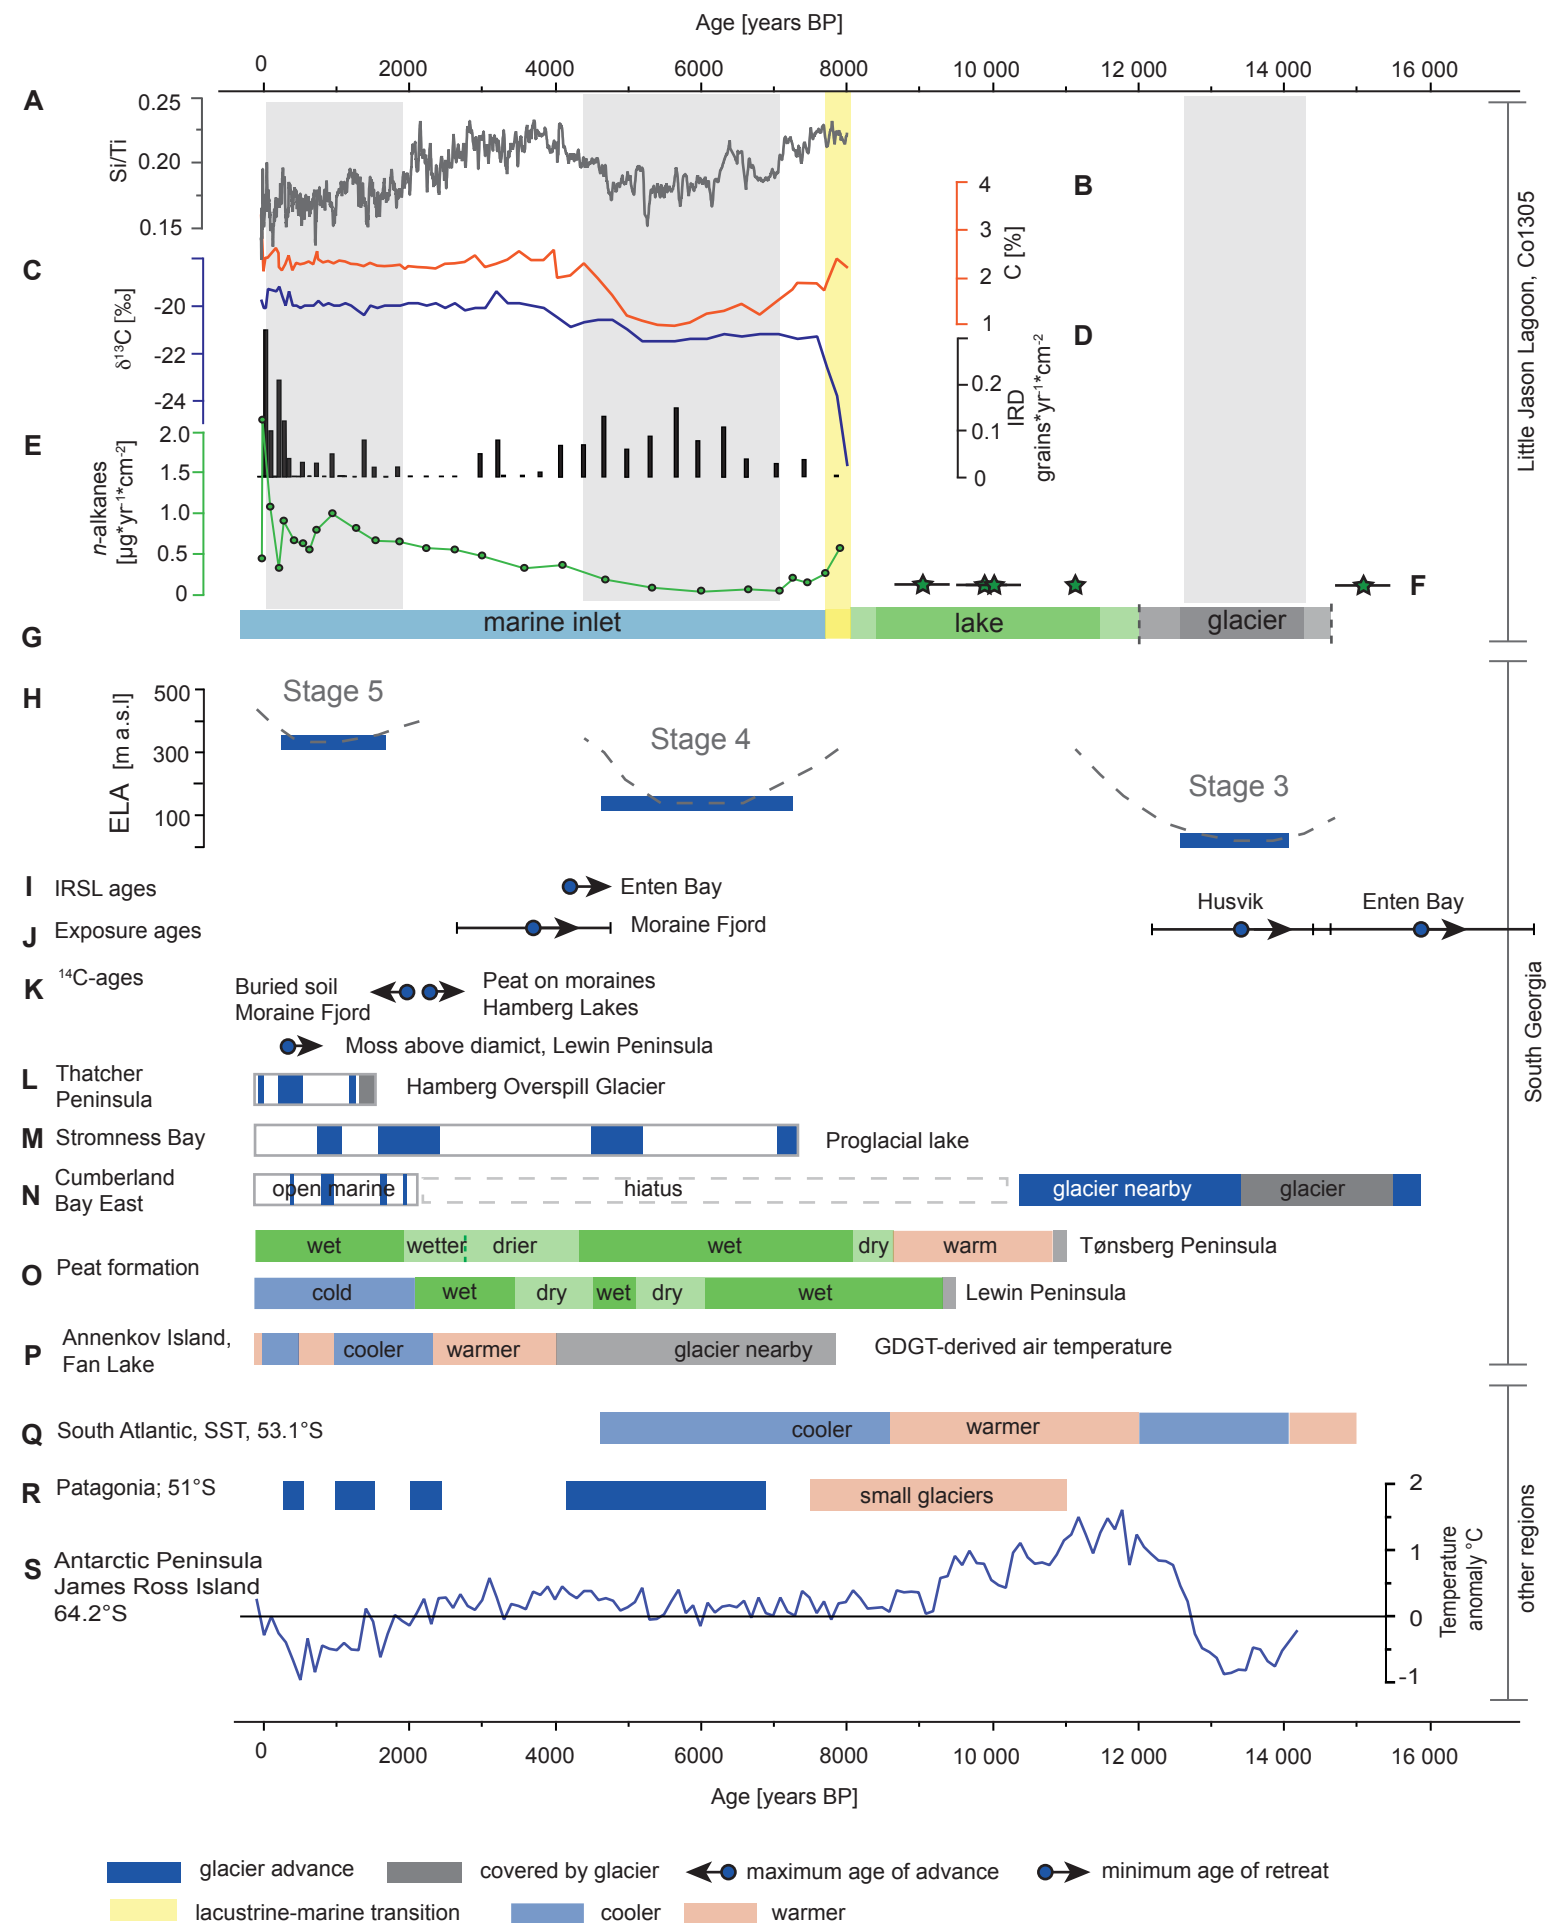 Age [years BP]
0 2000 4000 6000 8000 10 000 12 000 14 000 16 000
A
0.25
0.20
0.15
Si/Ti
B
4
3
2
1
C [%]
C
-20
-22
-24
δ13C [‰]
D
0.2
0.1
0
IRD
grains*yr-1*cm-2
E
2.0
1.5
1.0
0.5
0
n-alkanes
[µg*yr-1*cm-2]
F
G
marine inlet lake glacier
Little Jason Lagoon, Co1305
H
500
300
100
ELA [m a.s.l]
Stage 5
Stage 4
Stage 3
I IRSL ages
Enten Bay
J Exposure ages
Moraine Fjord
Husvik
Enten Bay
K 14C-ages
Buried soil
Moraine Fjord
Peat on moraines
Hamberg Lakes
Moss above diamict, Lewin Peninsula
L Thatcher
Peninsula
Hamberg Overspill Glacier
M Stromness Bay
Proglacial lake
N Cumberland
Bay East
open marine hiatus glacier nearby glacier
O Peat formation
wet wetter drier wet dry warm Tønsberg Peninsula
cold wet dry wet dry wet Lewin Peninsula
P Annenkov Island,
Fan Lake
cooler warmer glacier nearby GDGT-derived air temperature
South Georgia
Q South Atlantic, SST, 53.1°S
cooler warmer
R Patagonia; 51°S
small glaciers
S Antarctic Peninsula
James Ross Island
64.2°S
2
1
0
-1
Temperature
anomaly °C
other regions
0 2000 4000 6000 8000 10 000 12 000 14 000 16 000
Age [years BP]
glacier advance covered by glacier maximum age of advance minimum age of retreat
lacustrine-marine transition cooler warmer